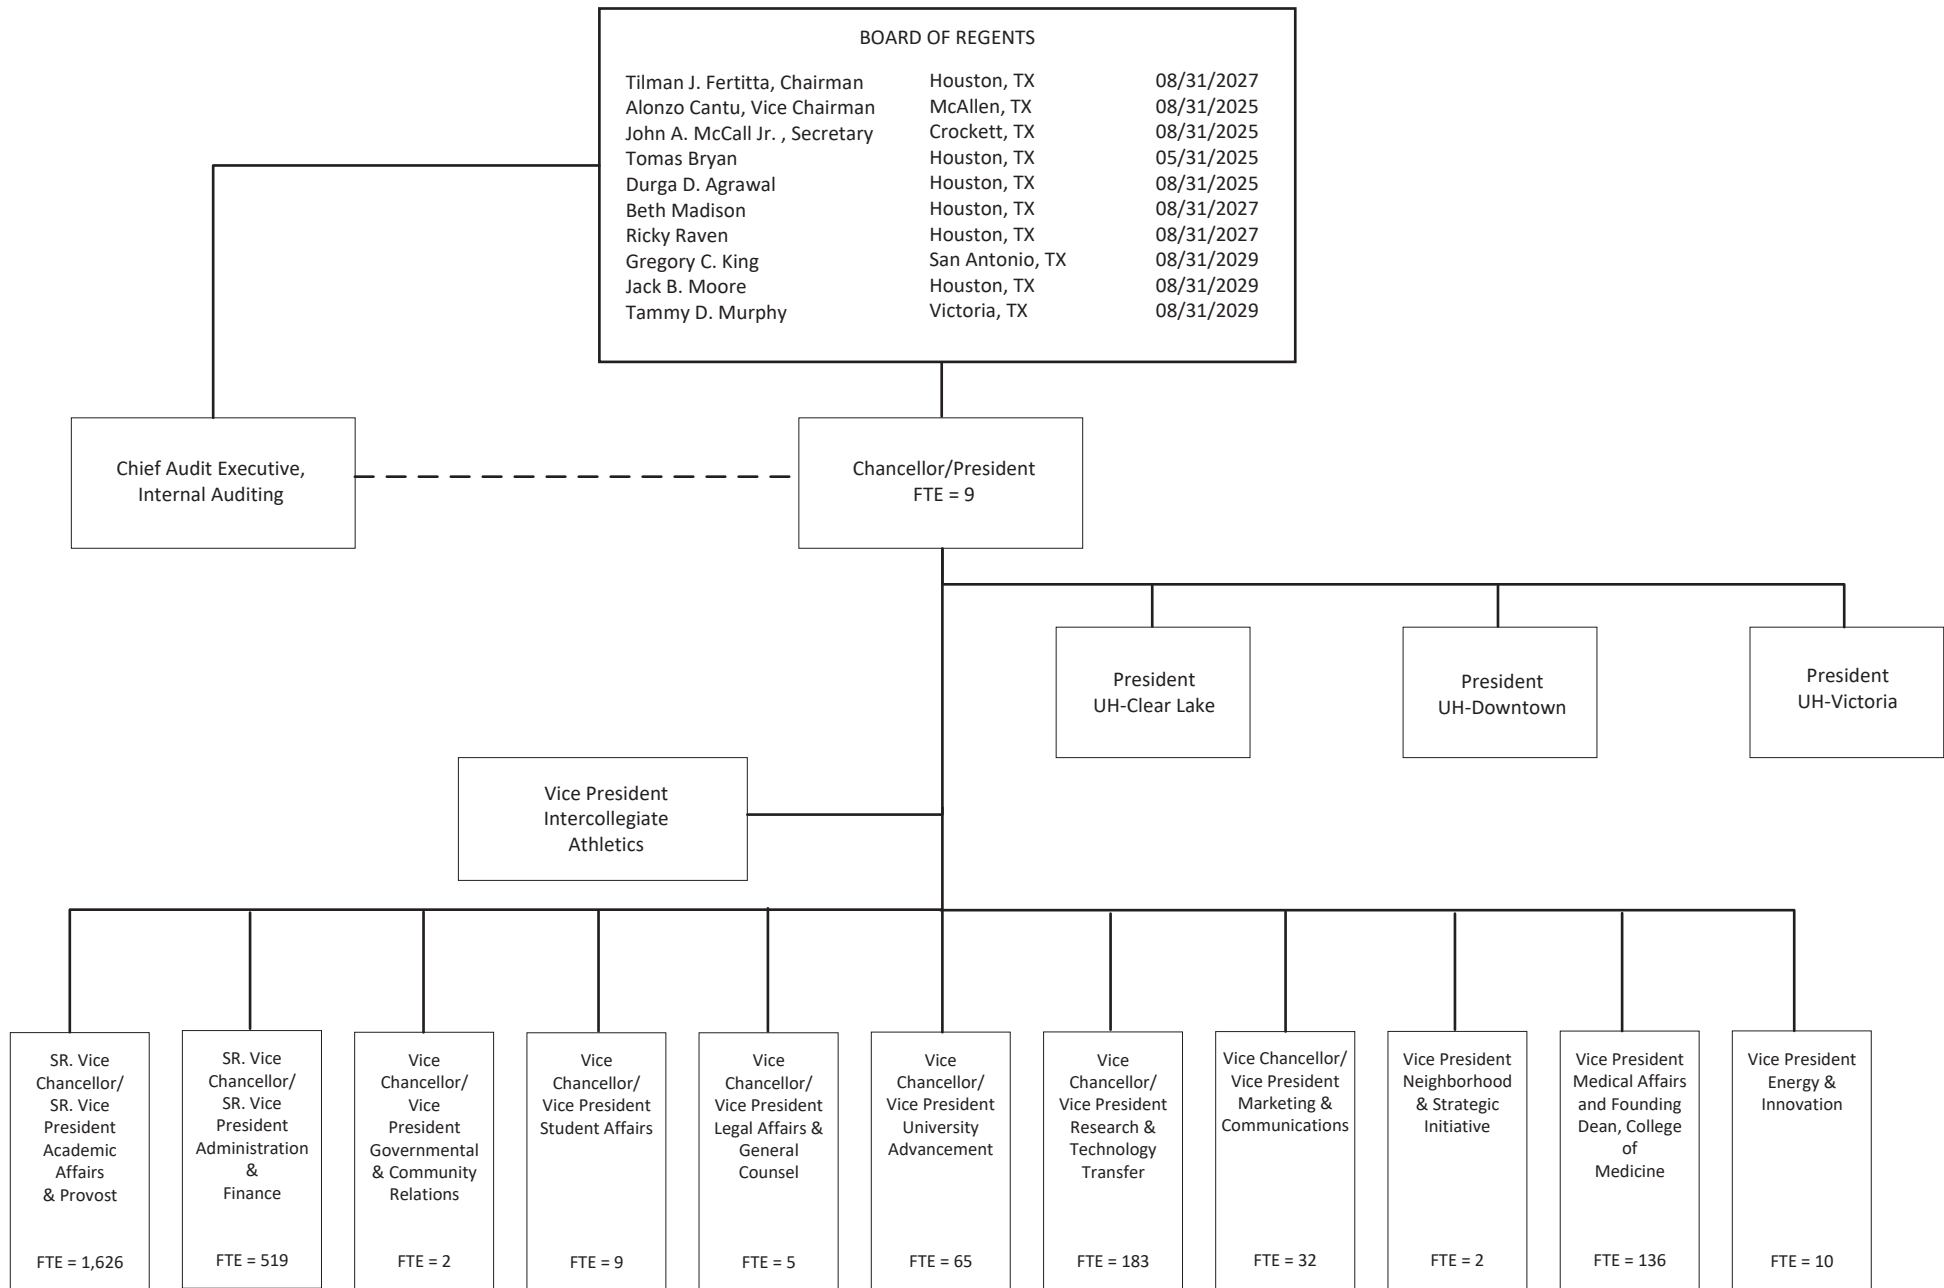 BOARD OF REGENTS
Tilman J. Fertitta, Chairman Houston, TX 08/31/2027
Alonzo Cantu, Vice Chairman McAllen, TX 08/31/2025
John A. McCall Jr. , Secretary Crockett, TX 08/31/2025
Tomas Bryan Houston, TX 05/31/2025
Durga D. Agrawal Houston, TX 08/31/2025
Beth Madison Houston, TX 08/31/2027
Ricky Raven Houston, TX 08/31/2027
Gregory C. King San Antonio, TX 08/31/2029
Jack B. Moore Houston, TX 08/31/2029
Tammy D. Murphy Victoria, TX 08/31/2029
Chief Audit Executive,
Internal Auditing
Chancellor/President
FTE = 9
President
UH-Clear Lake
President
UH-Downtown
President
UH-Victoria
Vice President
Intercollegiate
Athletics
SR. Vice
Chancellor/
SR. Vice
President
Academic
Affairs
& Provost
FTE = 1,626
SR. Vice
Chancellor/
SR. Vice
President
Administration
&
Finance
FTE = 519
Vice
Chancellor/
Vice
President
Governmental
& Community
Relations
FTE = 2
Vice
Chancellor/
Vice President
Student Affairs
FTE = 9
Vice
Chancellor/
Vice President
Legal Affairs &
General
Counsel
FTE = 5
Vice
Chancellor/
Vice President
University
Advancement
FTE = 65
Vice
Chancellor/
Vice President
Research &
Technology
Transfer
FTE = 183
Vice Chancellor/
Vice President
Marketing &
Communications
FTE = 32
Vice President
Neighborhood
& Strategic
Initiative
FTE = 2
Vice President
Medical Affairs
and Founding
Dean, College
of
Medicine
FTE = 136
Vice President
Energy &
Innovation
FTE = 10